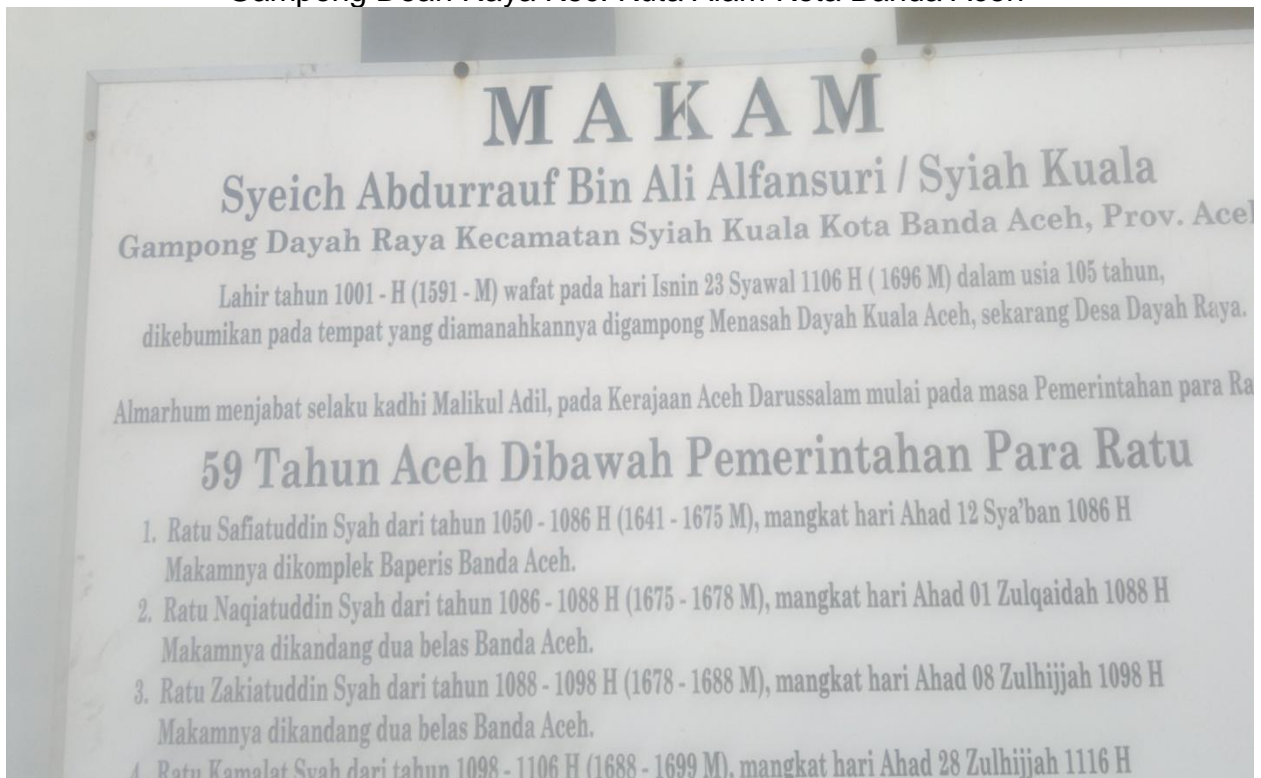 MAKAM
Syeich Abdurrauf Bin Ali Alfansuri / Syiah Kuala
Gampong Dayah Raya Kecamatan Syiah Kuala Kota Banda Aceh, Prov. Aceh
Lahir tahun 1001 - H (1591 - M) wafat pada hari Isnin 23 Syawal 1106 H ( 1696 M) dalam usia 105 tahun,
dikebumikan pada tempat yang diamanahkannya digampong Menasah Dayah Kuala Aceh, sekarang Desa Dayah Raya.
Almarhum menjabat selaku kadhi Malikul Adil, pada Kerajaan Aceh Darussalam mulai pada masa Pemerintahan para Ra
59 Tahun Aceh Dibawah Pemerintahan Para Ratu
1. Ratu Safiatuddin Syah dari tahun 1050 - 1086 H (1641 - 1675 M), mangkat hari Ahad 12 Sya'ban 1086 H
Makamnya dikomplek Baperis Banda Aceh.
2. Ratu Naqiatuddin Syah dari tahun 1086 - 1088 H (1675 - 1678 M), mangkat hari Ahad 01 Zulqaidah 1088 H
Makamnya dikandang dua belas Banda Aceh.
3. Ratu Zakiatuddin Syah dari tahun 1088 - 1098 H (1678 - 1688 M), mangkat hari Ahad 08 Zulhijjah 1098 H
Makamnya dikandang dua belas Banda Aceh.
4. Ratu Kamalat Syah dari tahun 1098 - 1106 H (1688 - 1699 M), mangkat hari Ahad 28 Zulhijjah 1116 H